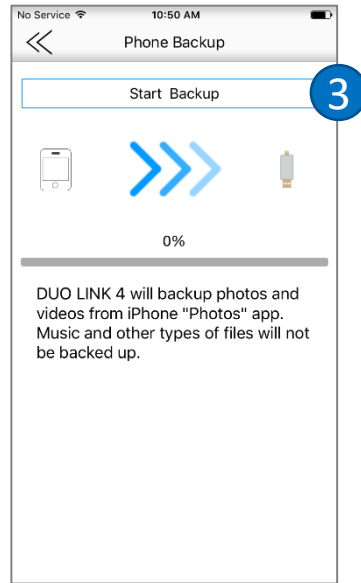 No Service 10:50 AM
Phone Backup
Start Backup
3
0%
DUO LINK 4 will backup photos and
videos from iPhone "Photos" app.
Music and other types of files will not
be backed up.